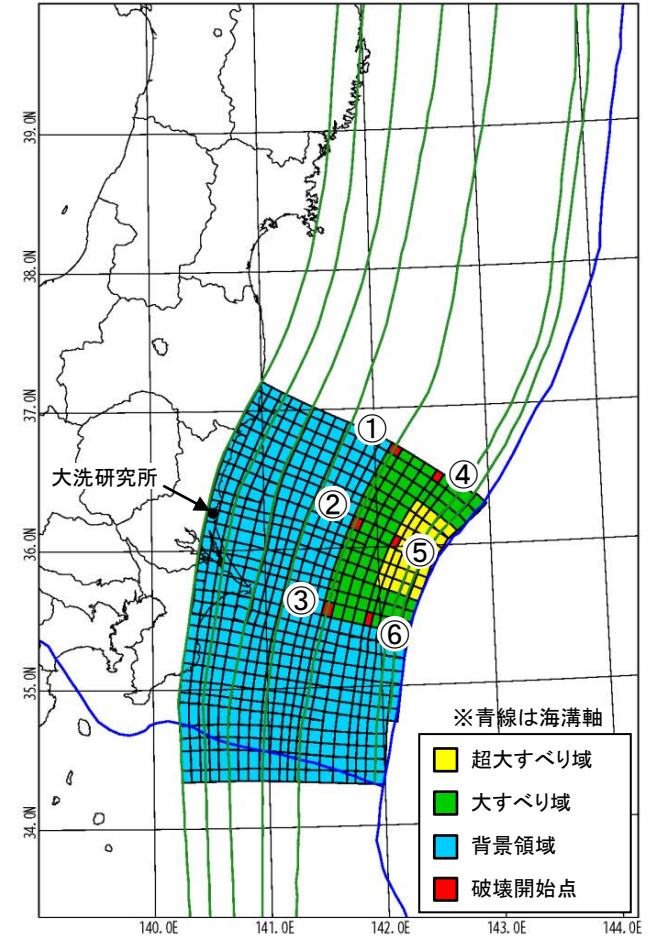 39.0N
38.0N
37.0N
36.0N
35.0N
34.0N
大洗研究所
①
②
③
④
⑤
⑥
※青線は海溝軸
超大すべり域
大すべり域
背景領域
破壊開始点
140.0E
141.0E
142.0E
143.0E
144.0E